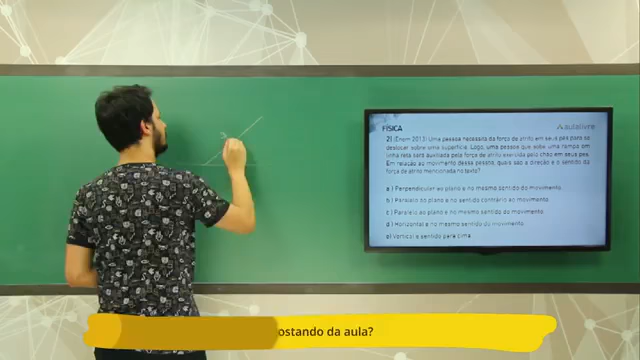 FÍSICA
Aulalivre
2) (Enem 2013) Uma pessoa necessita da força de atrito em seus pés para se
deslocar sobre uma superfície. Logo, uma pessoa que sobe uma rampa em
linha reta será auxiliada pela força de atrito exercida pelo chão em seus pés.
Em relação ao movimento dessa pessoa, quais são a direção e o sentido da
força de atrito mencionada no texto?
a) Perpendicular ao plano e no mesmo sentido do movimento.
b) Paralelo ao plano e no sentido contrário ao movimento.
c) Paralelo ao plano e no mesmo sentido do movimento.
d) Horizontal e no mesmo sentido do movimento.
e) Vertical e sentido para cima.
ostando da aula?